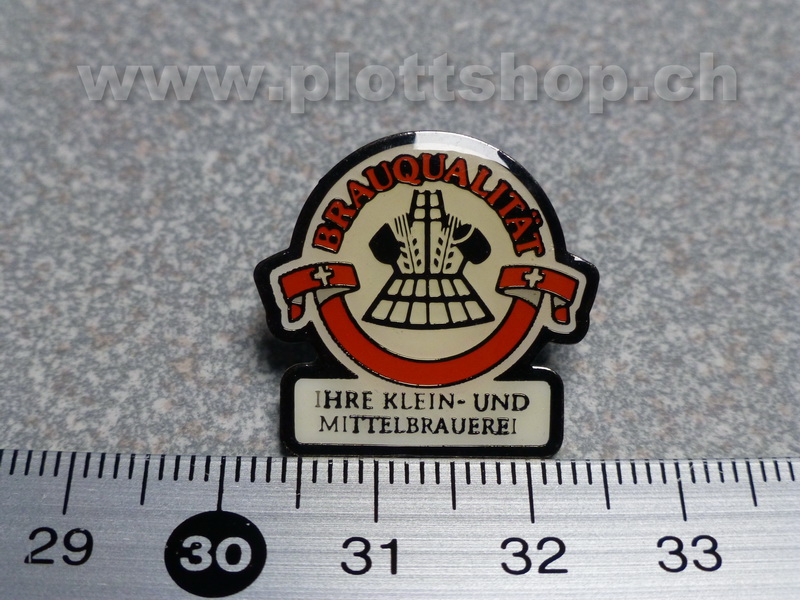 www.plottshop.ch
BRAUQUALITÄT
IHRE KLEIN- UND
MITTELBRAUEREI
29 30 31 32 33